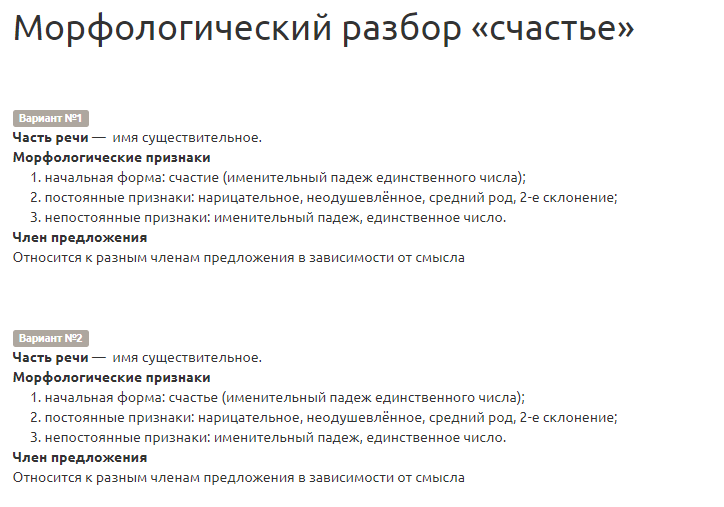 Морфологический разбор «счастье»
Вариант №1
Часть речи — имя существительное.
Морфологические признаки
1. начальная форма: счастие (именительный падеж единственного числа);
2. постоянные признаки: нарицательное, неодушевлённое, средний род, 2-е склонение;
3. непостоянные признаки: именительный падеж, единственное число.
Член предложения
Относится к разным членам предложения в зависимости от смысла
Вариант №2
Часть речи — имя существительное.
Морфологические признаки
1. начальная форма: счастье (именительный падеж единственного числа);
2. постоянные признаки: нарицательное, неодушевлённое, средний род, 2-е склонение;
3. непостоянные признаки: именительный падеж, единственное число.
Член предложения
Относится к разным членам предложения в зависимости от смысла